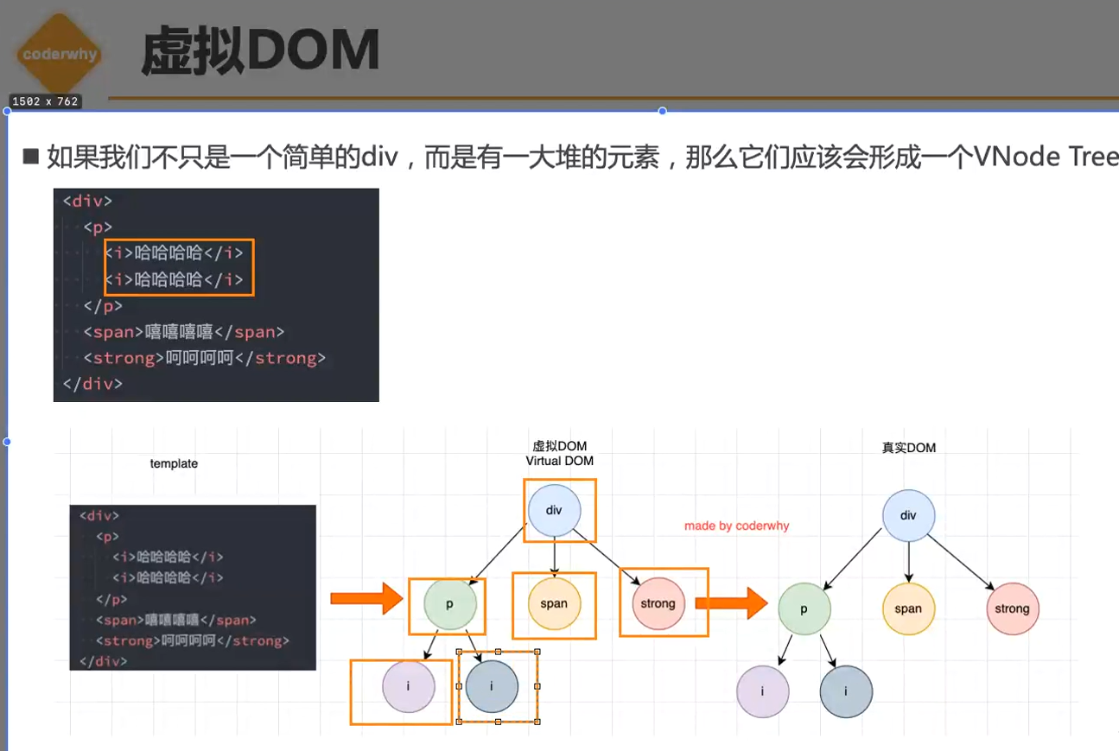 coderwhy
虚拟DOM
1502 x 762
■ 如果我们不只是一个简单的div，而是有一大堆的元素，那么它们应该会形成一个VNode Tree
<div>
<p>
<i>哈哈哈哈</i>
<i>哈哈哈哈</i>
</p>
<span>嘻嘻嘻嘻</span>
<strong>呵呵呵呵</strong>
</div>
template
<div>
<p>
<i>哈哈哈哈</i>
<i>哈哈哈哈</i>
</p>
<span>嘻嘻嘻嘻</span>
<strong>呵呵呵呵</strong>
</div>
虚拟DOM
Virtual DOM
div
p
span
strong
i
i
made by coderwhy
真实DOM
div
p
span
strong
i
i